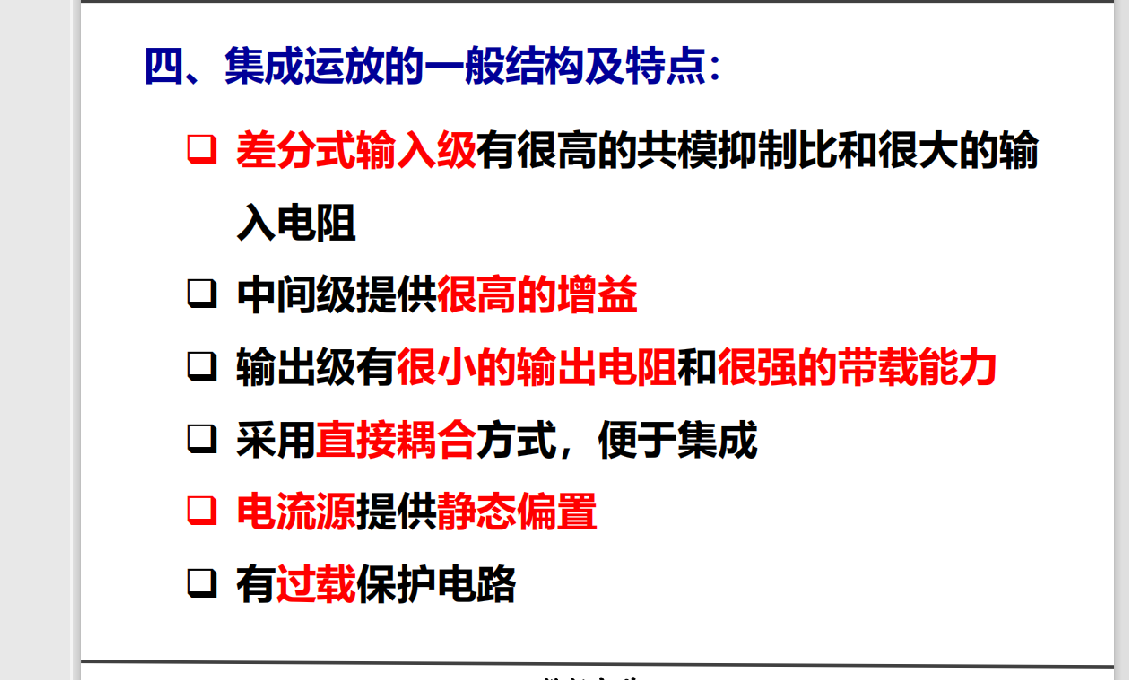 四、集成运放的一般结构及特点：
差分式输入级有很高的共模抑制比和很大的输
入电阻
中间级提供很高的增益
输出级有很小的输出电阻和很强的带载能力
采用直接耦合方式，便于集成
电流源提供静态偏置
有过载保护电路